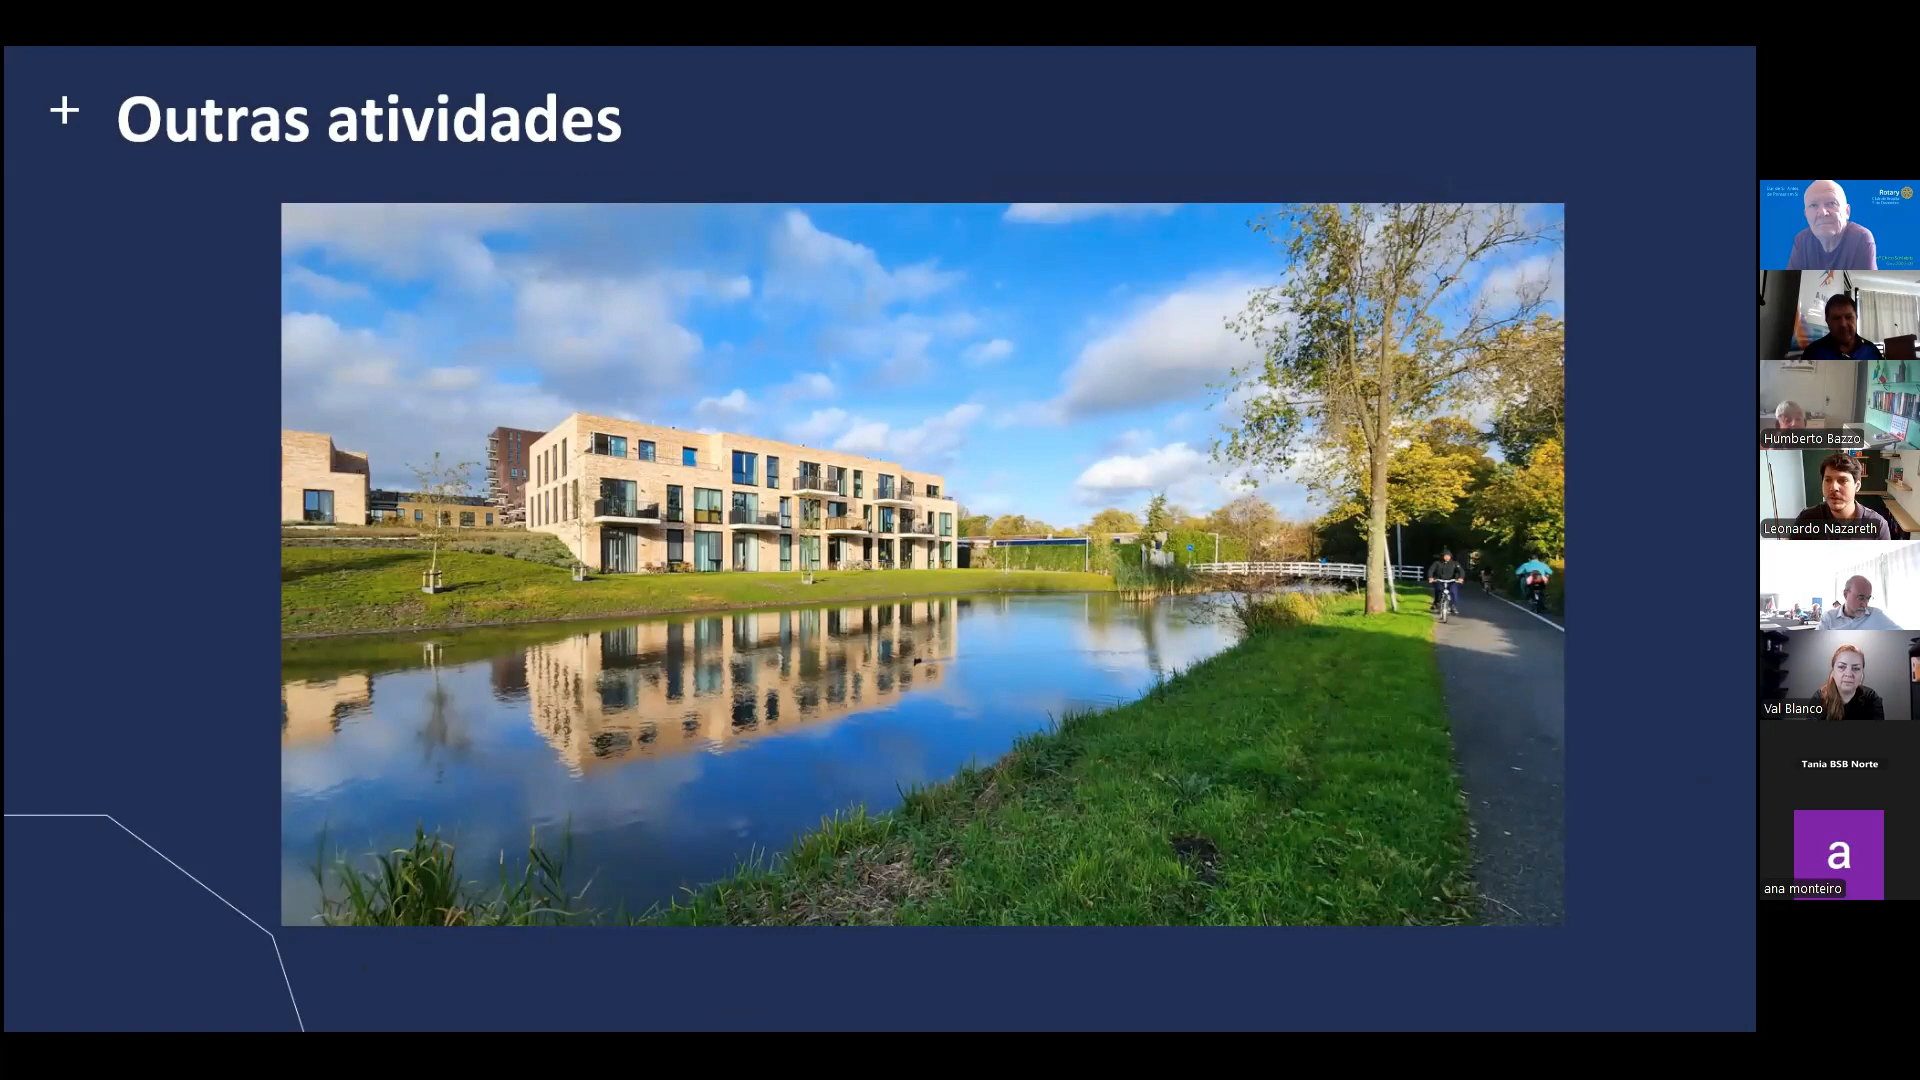 + Outras atividades
Rotary
Humberto Bazzo
Leonardo Nazareth
Val Blanco
Tania BSB Norte
a
ana monteiro